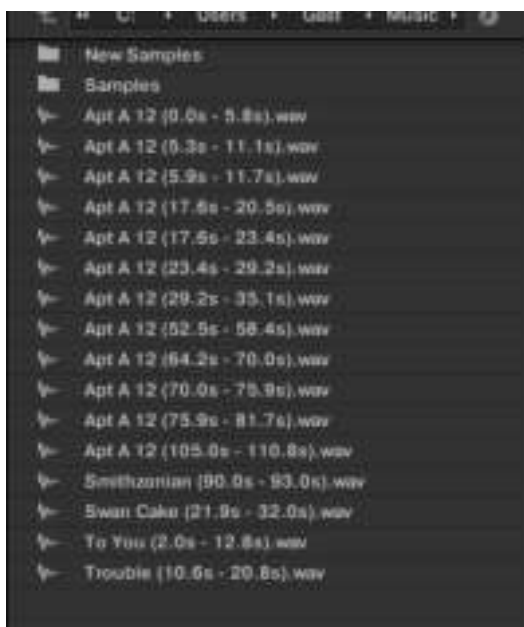 C: Users Music
New Samples
Samples
Apt A 12 (0.0s - 5.8s).wav
Apt A 12 (5.3s - 11.1s).wav
Apt A 12 (5.9s - 11.7s).wav
Apt A 12 (17.6s - 20.5s).wav
Apt A 12 (17.6s - 23.4s).wav
Apt A 12 (23.4s - 29.2s).wav
Apt A 12 (29.2s - 35.1s).wav
Apt A 12 (52.5s - 58.4s).wav
Apt A 12 (64.2s - 70.0s).wav
Apt A 12 (70.0s - 75.9s).wav
Apt A 12 (75.9s - 81.7s).wav
Apt A 12 (105.0s - 110.8s).wav
Smithzonian (90.0s - 93.0s).wav
Swan Cake (21.9s - 32.0s).wav
To You (2.0s - 12.8s).wav
Trouble (10.6s - 20.8s).wav